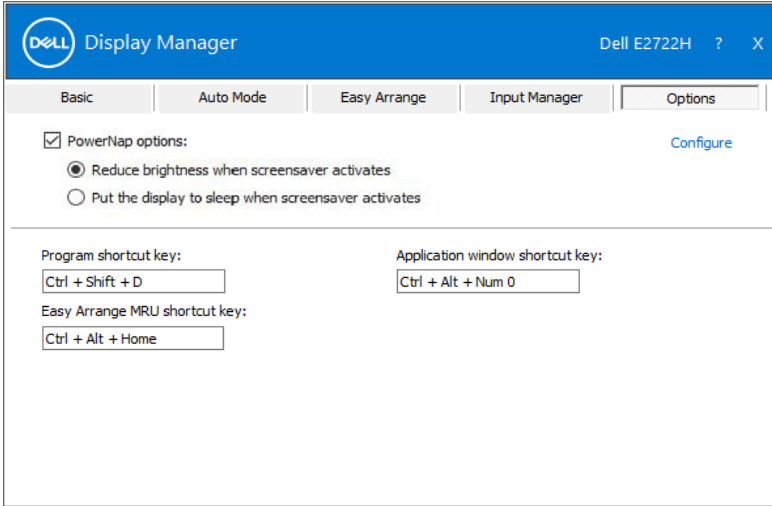 DELL Display Manager Dell E2722H ? X
Basic Auto Mode Easy Arrange Input Manager Options
PowerNap options: Configure
Reduce brightness when screensaver activates
Put the display to sleep when screensaver activates
Program shortcut key: Application window shortcut key:
Ctrl + Shift + D Ctrl + Alt + Num 0
Easy Arrange MRU shortcut key:
Ctrl + Alt + Home